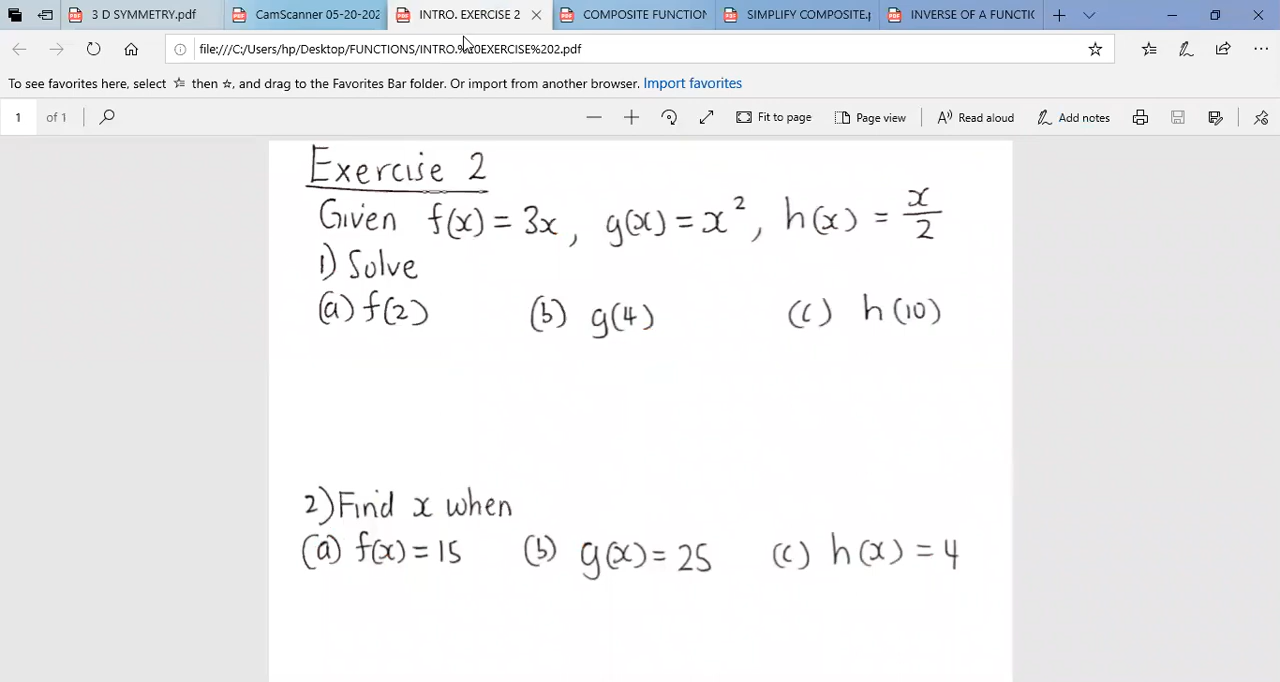 3 D SYMMETRY.pdf
CamScanner 05-20-202
INTRO. EXERCISE 2
COMPOSITE FUNCTION
SIMPLIFY COMPOSITE.p
INVERSE OF A FUNCTIC
file:///C:/Users/hp/Desktop/FUNCTIONS/INTRO.%20EXERCISE%202.pdf
To see favorites here, select ☆ then ☆, and drag to the Favorites Bar folder. Or import from another browser. Import favorites
1 of 1 Fit to page Page view Read aloud Add notes
Exercise 2
Given f(x) = 3x, g(x) = x², h(x) = x/2
1) Solve
(a) f(2) (b) g(4) (c) h(10)
2) Find x when
(a) f(x) = 15 (b) g(x) = 25 (c) h(x) = 4